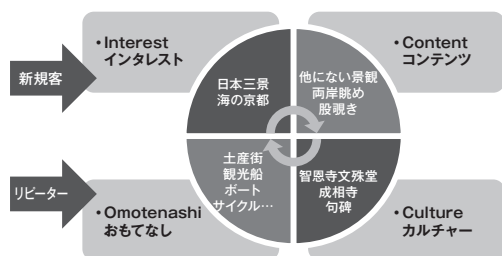 ・Interest
インタレスト
・Content
コンテンツ
新規客
日本三景
海の京都
他にない景観
両岸眺め
股覗き
土産街
観光船
ボート
サイクル…
智恩寺文殊堂
成相寺
句碑
リピーター
・Omotenashi
おもてなし
・Culture
カルチャー